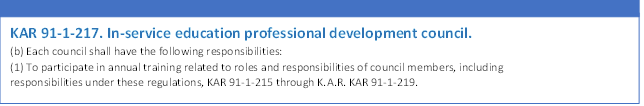 KAR 91-1-217. In-service education professional development council.
(b) Each council shall have the following responsibilities:
(1) To participate in annual training related to roles and responsibilities of council members, including
responsibilities under these regulations, KAR 91-1-215 through K.A.R. KAR 91-1-219.